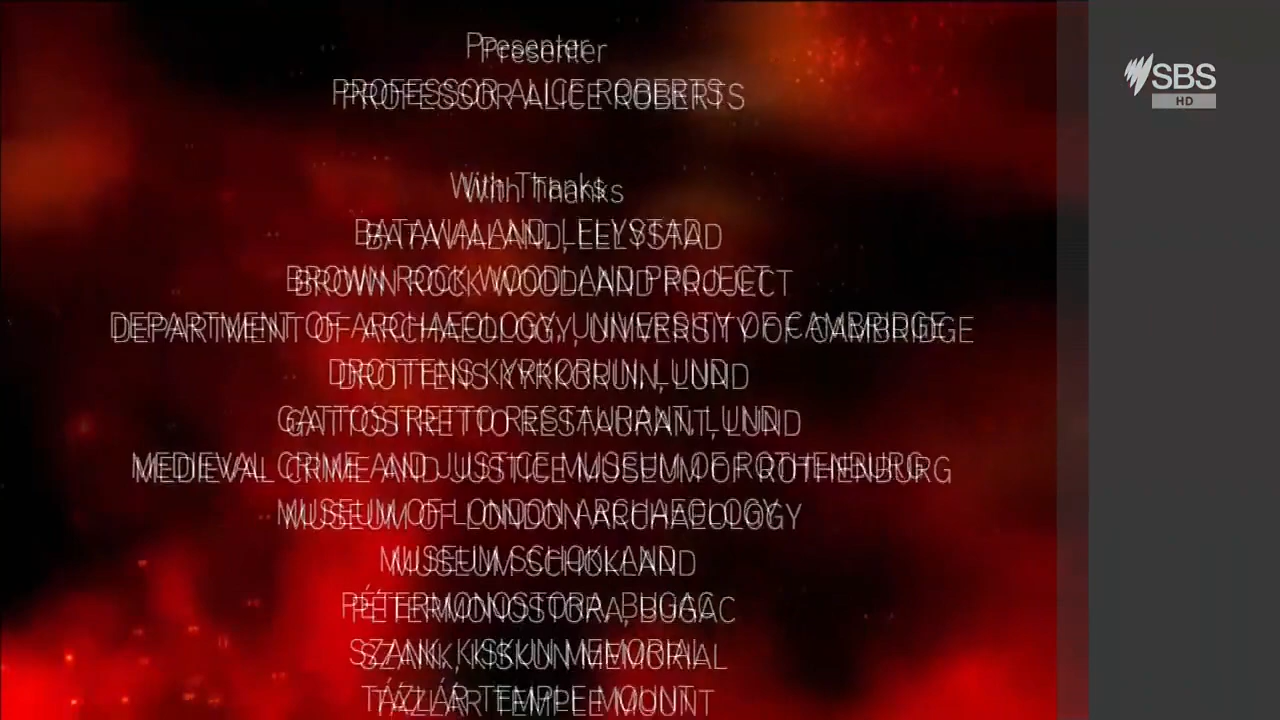 Presenter
PROFESSOR ALICE ROBERTS
With Thanks
BATAVIALAND, LELYSTAD
BROWN ROCK WOODLAND PROJECT
DEPARTMENT OF ARCHAEOLOGY, UNIVERSITY OF CAMBRIDGE
DROTTENS KYRKORUIN, LUND
GATTOSTRETTO RESTAURANT, LUND
MEDIEVAL CRIME AND JUSTICE MUSEUM OF ROTHENBURG
MUSEUM OF LONDON ARCHAEOLOGY
MUSEUM SCHOKLAND
PÉTERMONOSTORA, BUGAC
SZANK, KISKUN MEMORIAL
TÁZLÁR TEMPLE MOUNT
SBS
HD